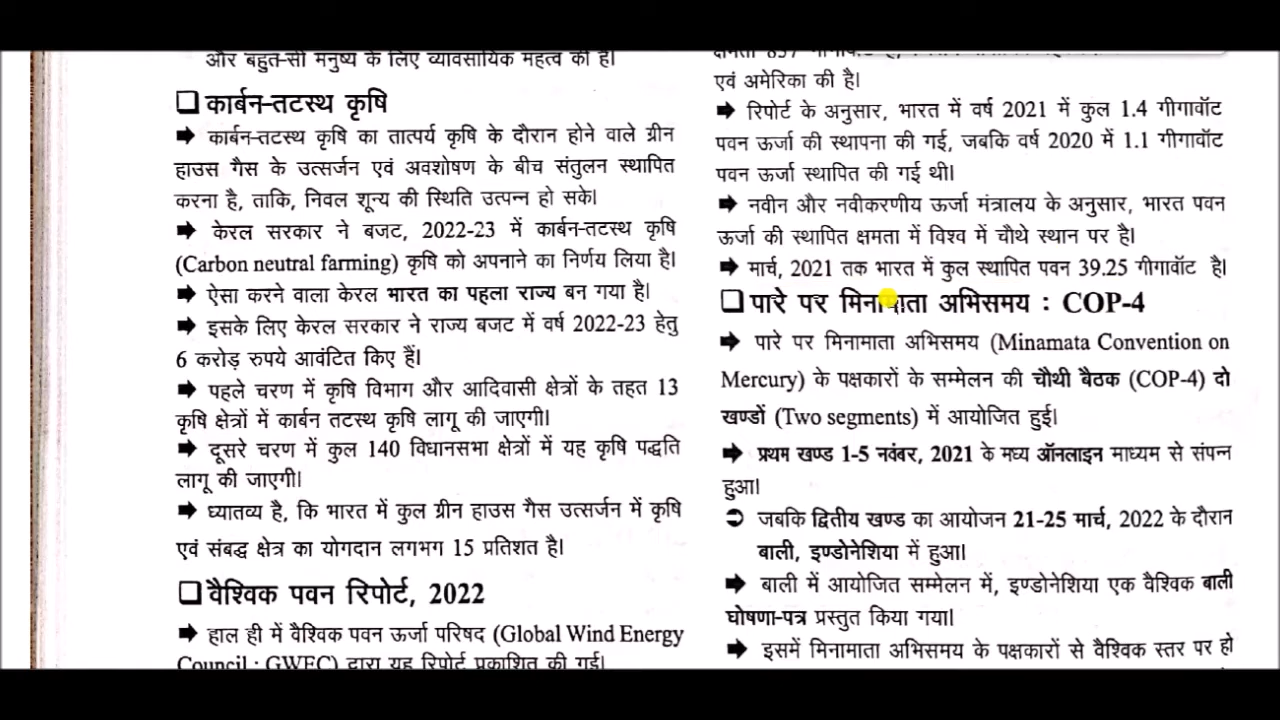 और बहुत-सी मनुष्य के लिए व्यावसायिक महत्व की हैं।
❑ कार्बन-तटस्थ कृषि
➡ कार्बन-तटस्थ कृषि का तात्पर्य कृषि के दौरान होने वाले ग्रीन
हाउस गैस के उत्सर्जन एवं अवशोषण के बीच संतुलन स्थापित
करना है, ताकि, निवल शून्य की स्थिति उत्पन्न हो सके।
➡ केरल सरकार ने बजट, 2022-23 में कार्बन-तटस्थ कृषि
(Carbon neutral farming) कृषि को अपनाने का निर्णय लिया है।
➡ ऐसा करने वाला केरल भारत का पहला राज्य बन गया है।
➡ इसके लिए केरल सरकार ने राज्य बजट में वर्ष 2022-23 हेतु
6 करोड़ रुपये आवंटित किए हैं।
➡ पहले चरण में कृषि विभाग और आदिवासी क्षेत्रों के तहत 13
कृषि क्षेत्रों में कार्बन तटस्थ कृषि लागू की जाएगी।
➡ दूसरे चरण में कुल 140 विधानसभा क्षेत्रों में यह कृषि पद्धति
लागू की जाएगी।
➡ ध्यातव्य है, कि भारत में कुल ग्रीन हाउस गैस उत्सर्जन में कृषि
एवं संबद्ध क्षेत्र का योगदान लगभग 15 प्रतिशत है।
❑ वैश्विक पवन रिपोर्ट, 2022
➡ हाल ही में वैश्विक पवन ऊर्जा परिषद (Global Wind Energy
Council : GWEC) द्वारा यह रिपोर्ट प्रकाशित की गई।
क्षमता 837 गीगावॉट
एवं अमेरिका की है।
➡ रिपोर्ट के अनुसार, भारत में वर्ष 2021 में कुल 1.4 गीगावॉट
पवन ऊर्जा की स्थापना की गई, जबकि वर्ष 2020 में 1.1 गीगावॉट
पवन ऊर्जा स्थापित की गई थी।
➡ नवीन और नवीकरणीय ऊर्जा मंत्रालय के अनुसार, भारत पवन
ऊर्जा की स्थापित क्षमता में विश्व में चौथे स्थान पर है।
➡ मार्च, 2021 तक भारत में कुल स्थापित पवन 39.25 गीगावॉट है।
❑ पारे पर मिनामाता अभिसमय : COP-4
➡ पारे पर मिनामाता अभिसमय (Minamata Convention on
Mercury) के पक्षकारों के सम्मेलन की चौथी बैठक (COP-4) दो
खण्डों (Two segments) में आयोजित हुई।
➡ प्रथम खण्ड 1-5 नवंबर, 2021 के मध्य ऑनलाइन माध्यम से संपन्न
हुआ।
➲ जबकि द्वितीय खण्ड का आयोजन 21-25 मार्च, 2022 के दौरान
बाली, इण्डोनेशिया में हुआ।
➡ बाली में आयोजित सम्मेलन में, इण्डोनेशिया एक वैश्विक बाली
घोषणा-पत्र प्रस्तुत किया गया।
➡ इसमें मिनामाता अभिसमय के पक्षकारों से वैश्विक स्तर पर हो